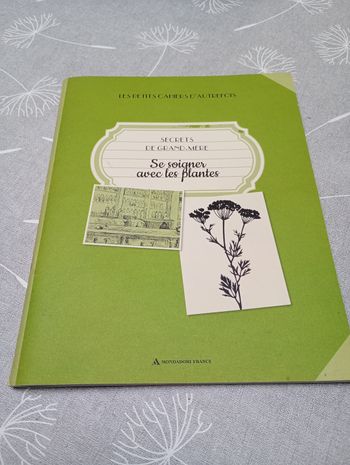 LES PETITS CAHIERS D'AUTREFOIS
SECRETS
DE GRAND-MÈRE
Se soigner
avec les plantes
MONDADORI FRANCE